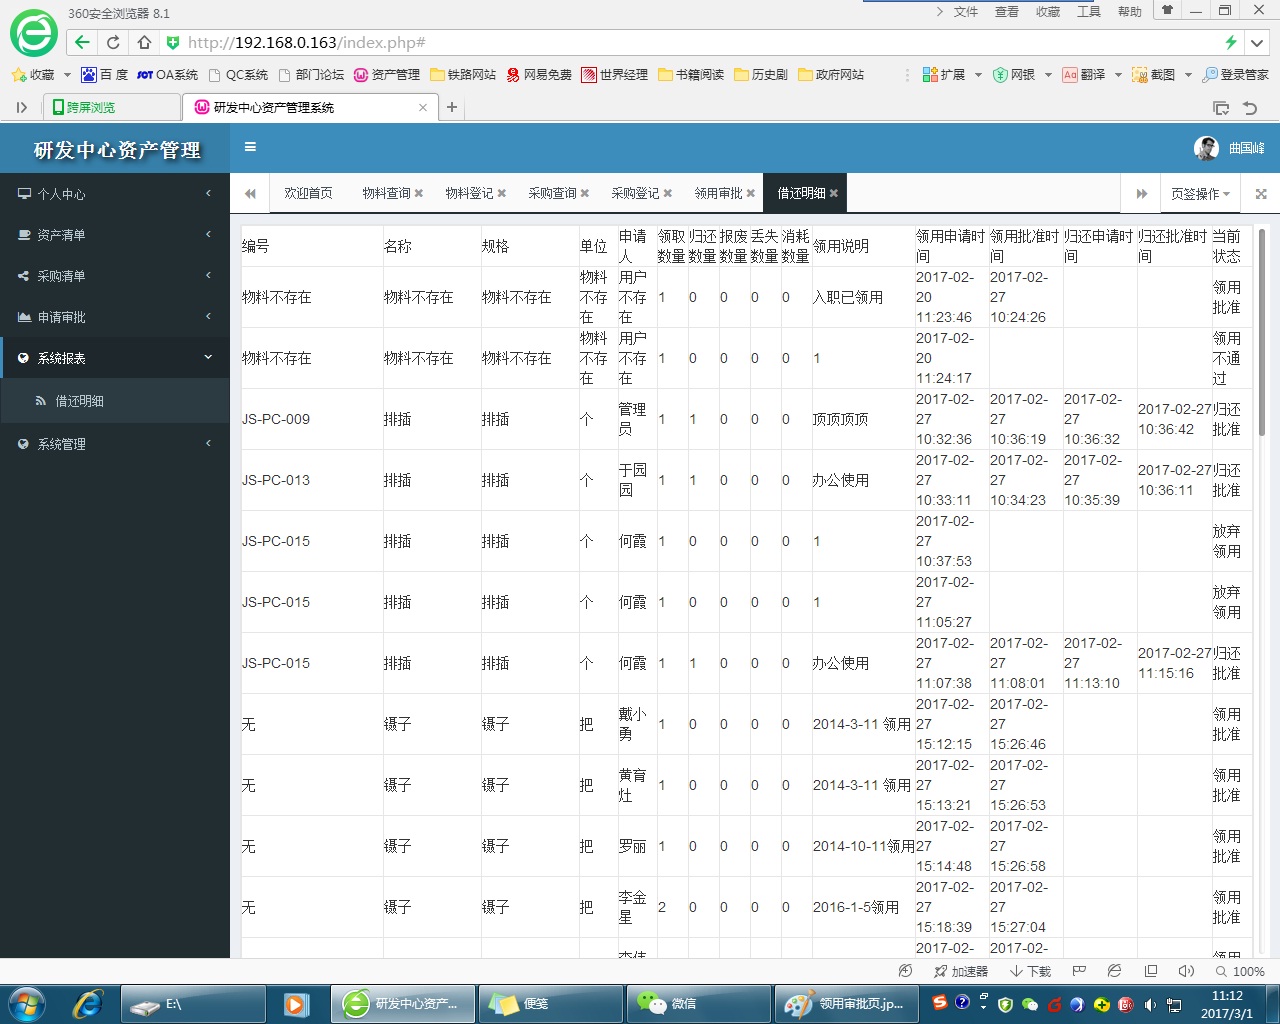 360安全浏览器 8.1
文件 查看 收藏 工具 帮助
http://192.168.0.163/index.php#
收藏 百 度 SOT OA系统 QC系统 部门论坛 资产管理 铁路网站 网易免费 世界经理 书籍阅读 历史剧 政府网站 扩展 网银 翻译 截图 登录管家
跨屏浏览 研发中心资产管理系统
研发中心资产管理 曲国峰
个人中心
资产清单
采购清单
申请审批
系统报表
借还明细
系统管理
欢迎首页 物料查询 物料登记 采购查询 采购登记 领用审批 借还明细 页签操作
编号 名称 规格 单位 申请人 领取数量 归还数量 报废数量 丢失数量 消耗数量 领用说明 领用申请时间 领用批准时间 归还申请时间 归还批准时间 当前状态
物料不存在 物料不存在 物料不存在 物料不存在 用户不存在 1 0 0 0 0 入职已领用 2017-02-20 11:23:46 2017-02-27 10:24:26 领用批准
物料不存在 物料不存在 物料不存在 物料不存在 用户不存在 1 0 0 0 0 1 2017-02-20 11:24:17 领用不通过
JS-PC-009 排插 排插 个 管理员 1 1 0 0 0 顶顶顶顶 2017-02-27 10:32:36 2017-02-27 10:36:19 2017-02-27 10:36:32 2017-02-27 10:36:42 归还批准
JS-PC-013 排插 排插 个 于园园 1 1 0 0 0 办公使用 2017-02-27 10:33:11 2017-02-27 10:34:23 2017-02-27 10:35:39 2017-02-27 10:36:11 归还批准
JS-PC-015 排插 排插 个 何霞 1 0 0 0 0 1 2017-02-27 10:37:53 放弃领用
JS-PC-015 排插 排插 个 何霞 1 0 0 0 0 1 2017-02-27 11:05:27 放弃领用
JS-PC-015 排插 排插 个 何霞 1 1 0 0 0 办公使用 2017-02-27 11:07:38 2017-02-27 11:08:01 2017-02-27 11:13:10 2017-02-27 11:15:16 归还批准
无 镊子 镊子 把 戴小勇 1 0 0 0 0 2014-3-11 领用 2017-02-27 15:12:15 2017-02-27 15:26:46 领用批准
无 镊子 镊子 把 黄育灶 1 0 0 0 0 2014-3-11 领用 2017-02-27 15:13:21 2017-02-27 15:26:53 领用批准
无 镊子 镊子 把 罗丽 1 0 0 0 0 2014-10-11领用 2017-02-27 15:14:48 2017-02-27 15:26:58 领用批准
无 镊子 镊子 把 李金星 2 0 0 0 0 2016-1-5领用 2017-02-27 15:18:39 2017-02-27 15:27:04 领用批准
2017-02- 2017-02- 领用
加速器 下载 100%
E:\ 研发中心资产... 便笺 微信 领用审批页.jp... 11:12
2017/3/1